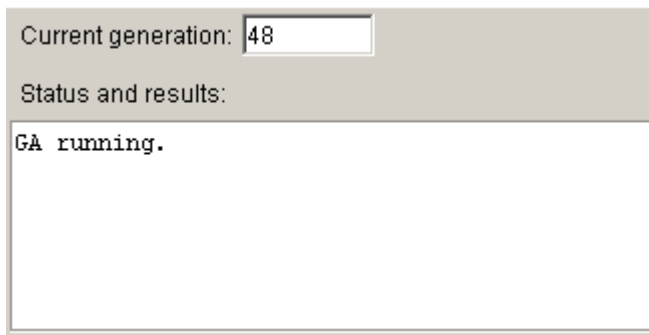 Current generation: 48
Status and results:
GA running.